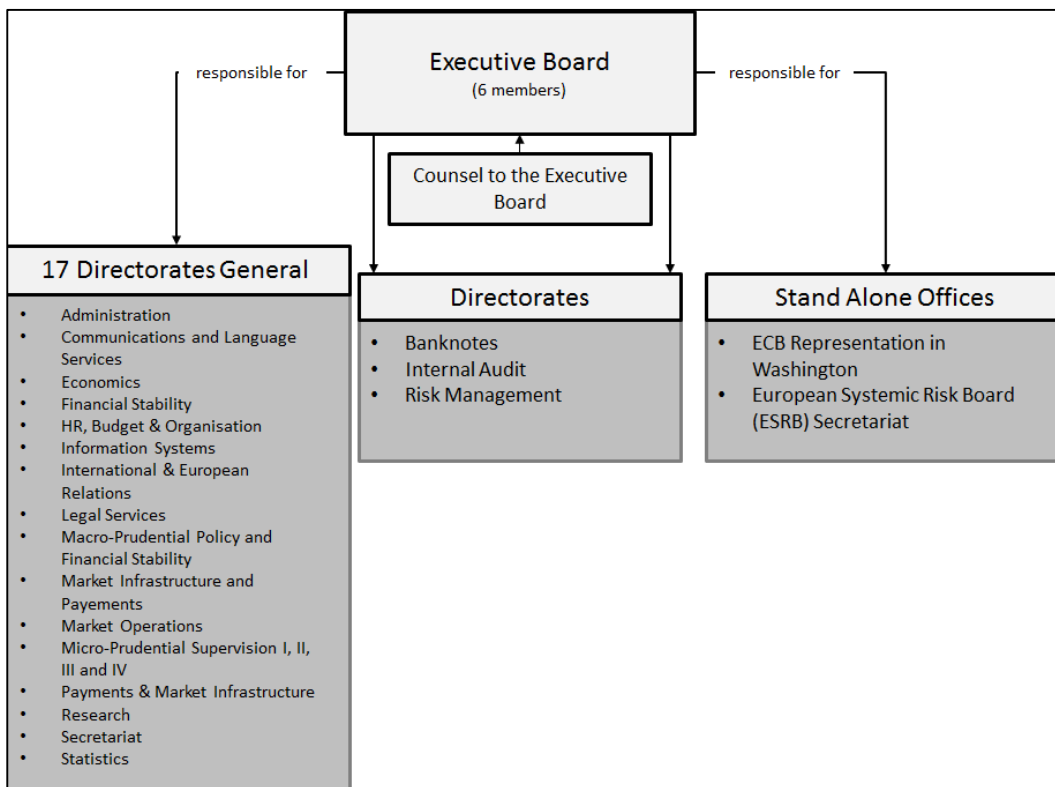 Executive Board
(6 members)
responsible for
responsible for
Counsel to the Executive
Board
17 Directorates General
• Administration
• Communications and Language
Services
• Economics
• Financial Stability
• HR, Budget & Organisation
• Information Systems
• International & European
Relations
• Legal Services
• Macro-Prudential Policy and
Financial Stability
• Market Infrastructure and
Payements
• Market Operations
• Micro-Prudential Supervision I, II,
III and IV
• Payments & Market Infrastructure
• Research
• Secretariat
• Statistics
Directorates
• Banknotes
• Internal Audit
• Risk Management
Stand Alone Offices
• ECB Representation in
Washington
• European Systemic Risk Board
(ESRB) Secretariat